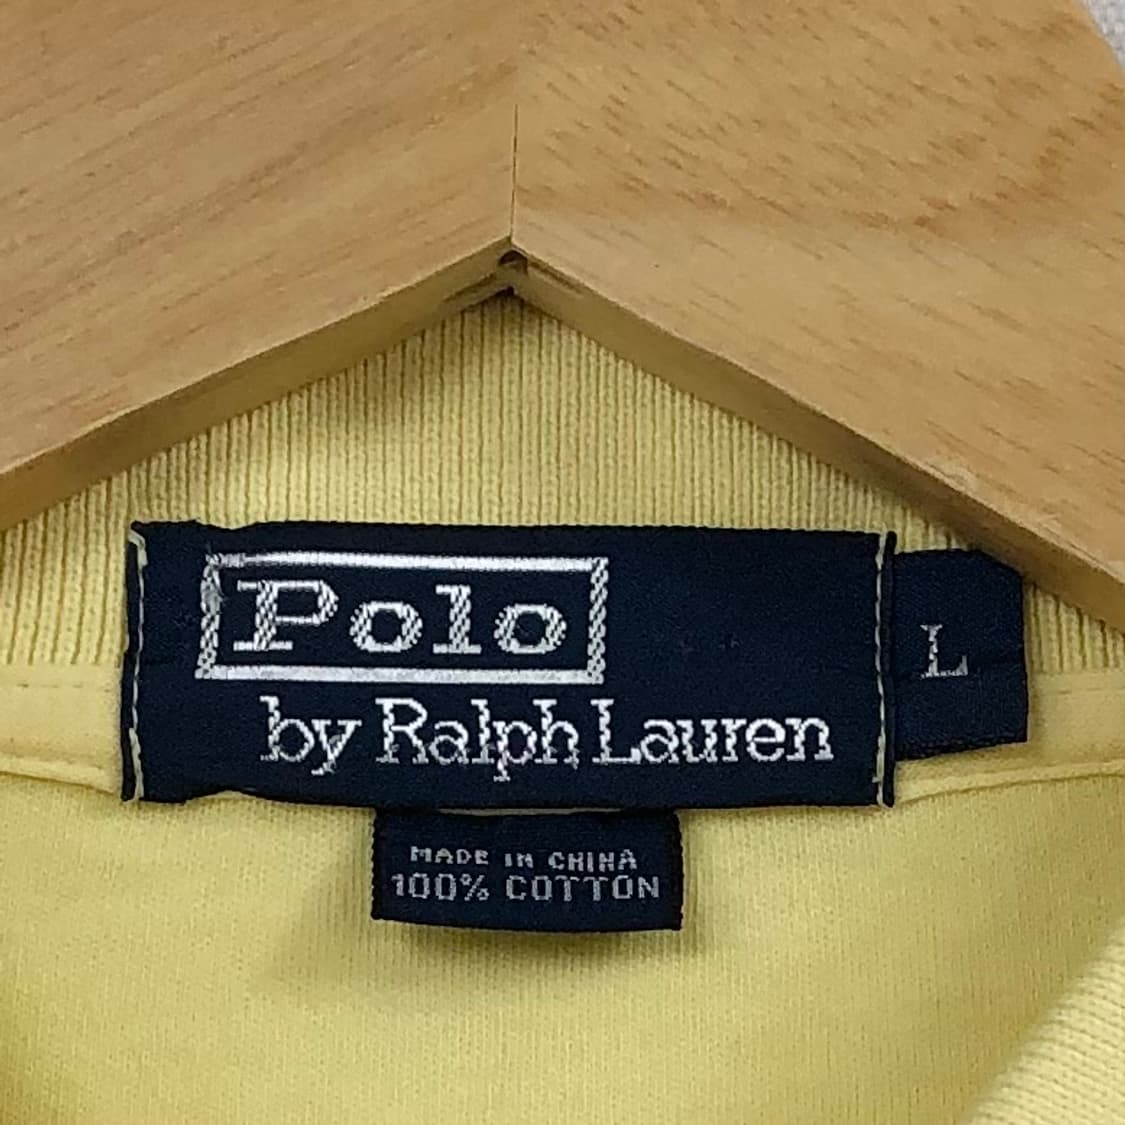 Polo
by Ralph Lauren
L
MADE IN CHINA
100% COTTON